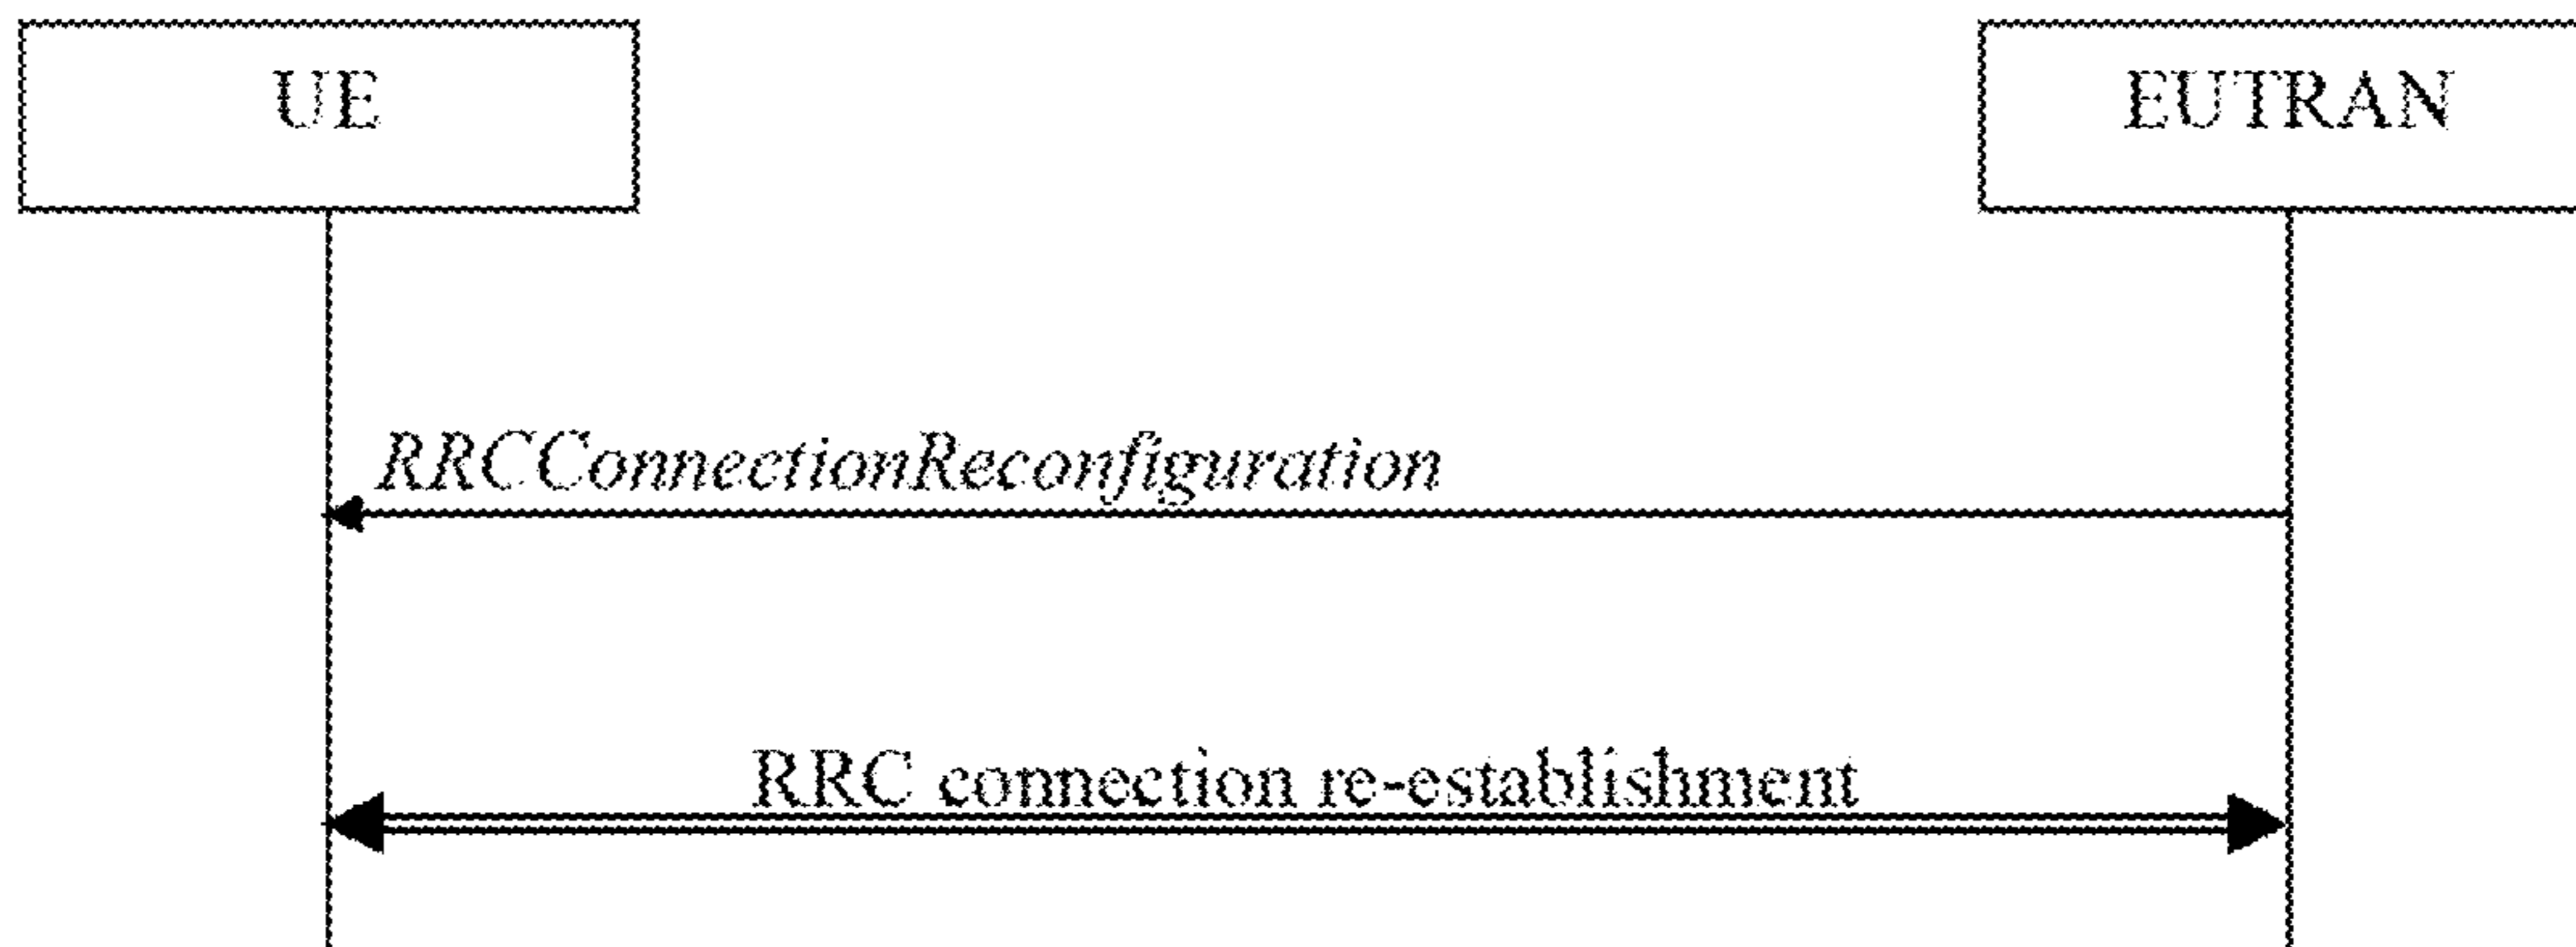 UE
EUTRAN
RRCConnectionReconfiguration
RRC connection re-establishment